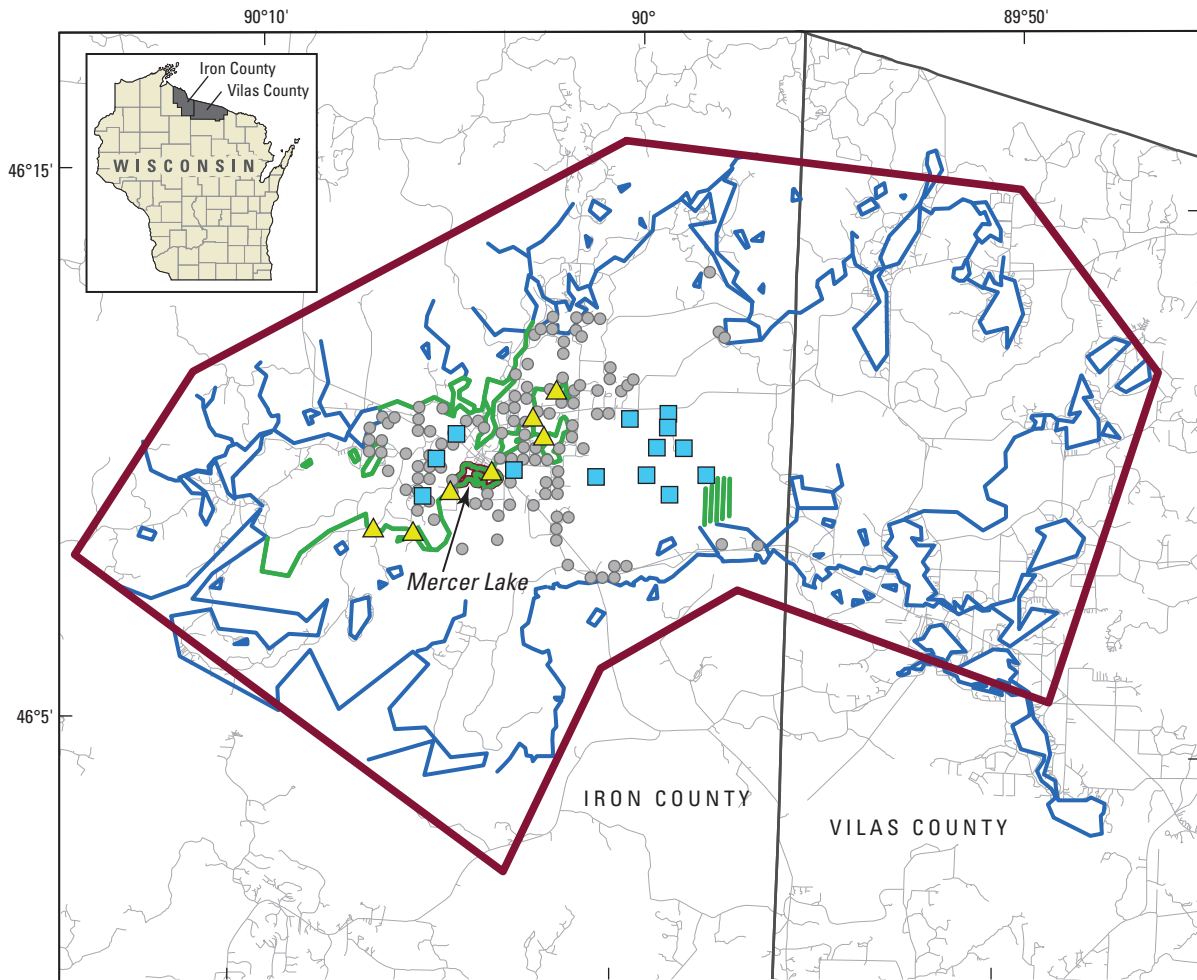 90°10'
90°
89°50'
Iron County
Vilas County
WISCONSIN
46°15'
Mercer Lake
46°5'
IRON COUNTY
VILAS COUNTY